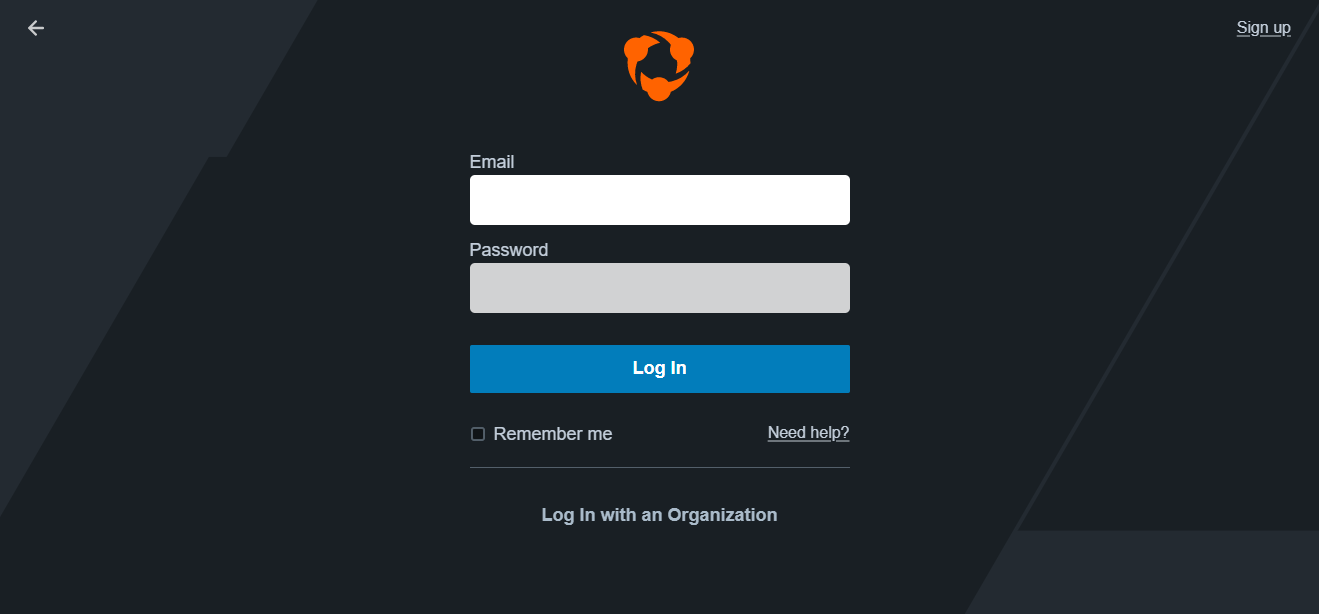 Sign up
Email
Password
Log In
Remember me
Need help?
Log In with an Organization